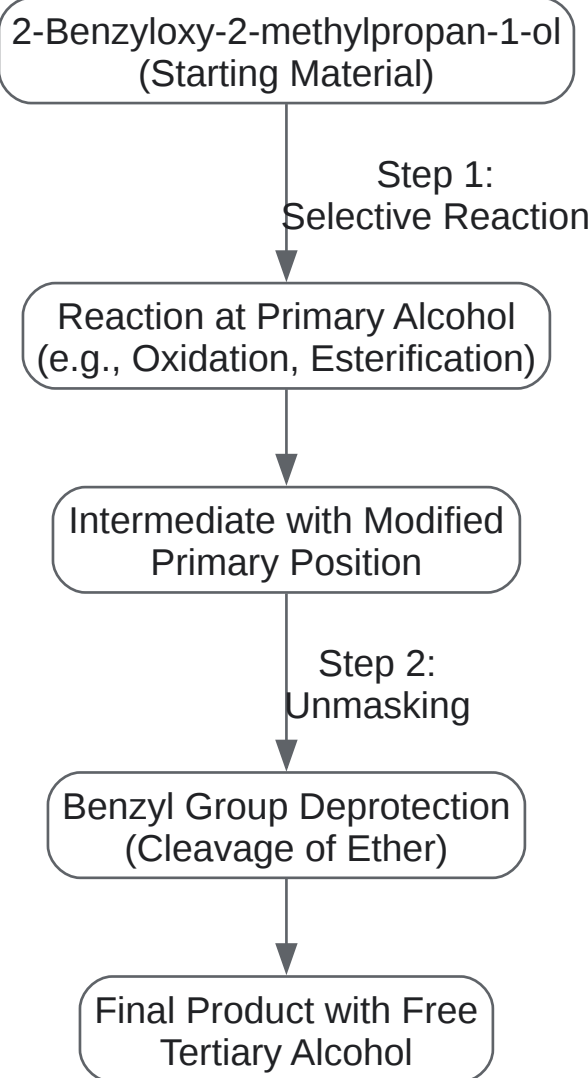 2-Benzyloxy-2-methylpropan-1-ol
(Starting Material)
Step 1:
Selective Reaction
Reaction at Primary Alcohol
(e.g., Oxidation, Esterification)
Intermediate with Modified
Primary Position
Step 2:
Unmasking
Benzyl Group Deprotection
(Cleavage of Ether)
Final Product with Free
Tertiary Alcohol